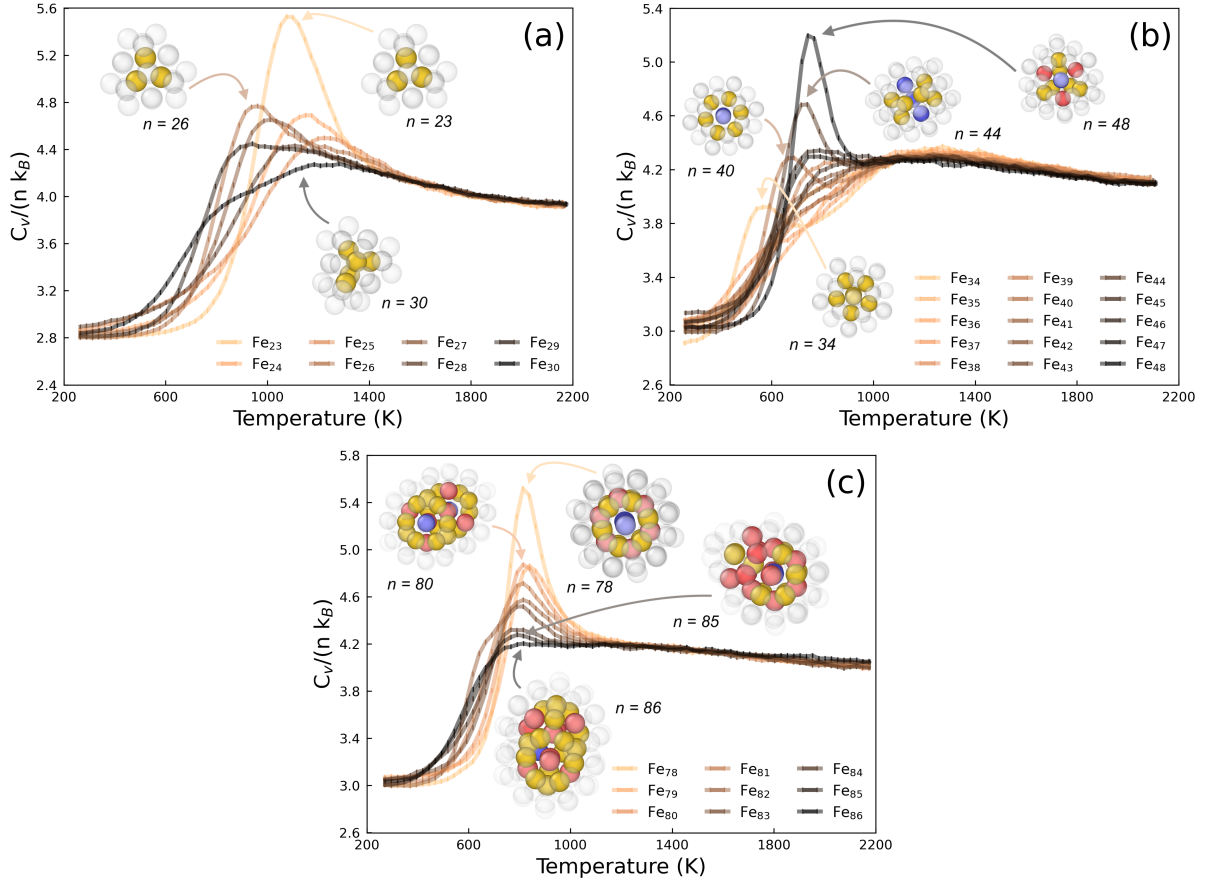 (a)
C_v/(n k_B)
5.6
5.2
4.8
4.4
4.0
3.6
3.2
2.8
2.4
n = 26
n = 23
n = 30
Fe₂₃ Fe₂₅ Fe₂₇ Fe₂₉
Fe₂₄ Fe₂₆ Fe₂₈ Fe₃₀
200 600 1000 1400 1800 2200
Temperature (K)
(b)
C_v/(n k_B)
5.4
5.0
4.6
4.2
3.8
3.4
3.0
2.6
n = 40
n = 44
n = 48
n = 34
Fe₃₄ Fe₃₉ Fe₄₄
Fe₃₅ Fe₄₀ Fe₄₅
Fe₃₆ Fe₄₁ Fe₄₆
Fe₃₇ Fe₄₂ Fe₄₇
Fe₃₈ Fe₄₃ Fe₄₈
200 600 1000 1400 1800 2200
Temperature (K)
(c)
C_v/(n k_B)
5.8
5.4
5.0
4.6
4.2
3.8
3.4
3.0
2.6
n = 80
n = 78
n = 85
n = 86
Fe₇₈ Fe₈₁ Fe₈₄
Fe₇₉ Fe₈₂ Fe₈₅
Fe₈₀ Fe₈₃ Fe₈₆
200 600 1000 1400 1800 2200
Temperature (K)